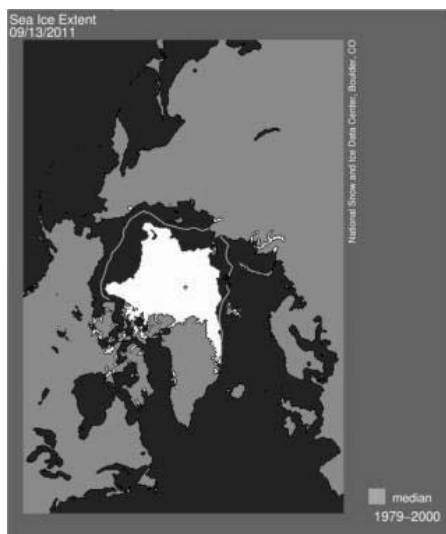 Sea Ice Extent
09/13/2011
National Snow and Ice Data Center, Boulder, CO
median
1979–2000